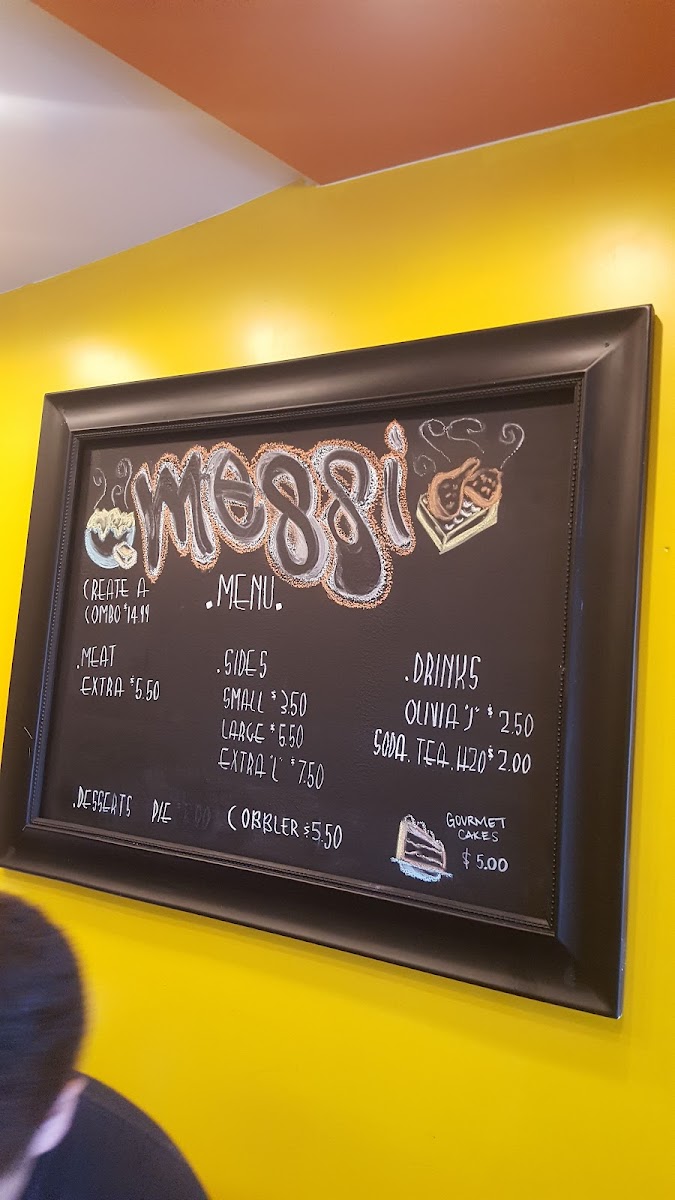 meggi
CREATE A
COMBO $14.99
.MENU.
.MEAT
EXTRA $5.50
.SIDES
SMALL $3.50
LARGE $5.50
EXTRA "L" $7.50
.DRINKS
OLIVIA "J" $2.50
SODA. TEA. H2O $2.00
.DESSERTS PIE COBBLER $5.50
GOURMET
CAKES
$5.00